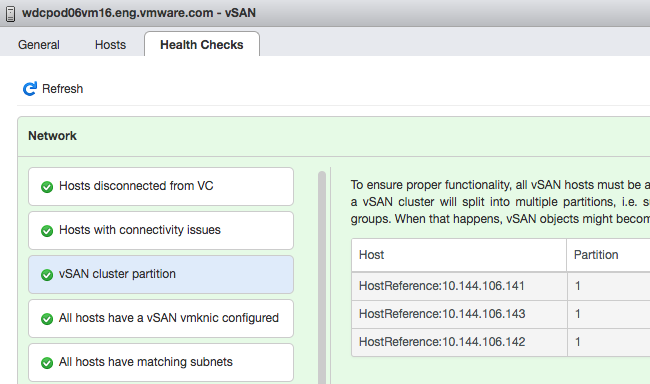 wdcpod06vm16.eng.vmware.com - vSAN
General Hosts Health Checks
Refresh
Network
Hosts disconnected from VC
Hosts with connectivity issues
vSAN cluster partition
All hosts have a vSAN vmknic configured
All hosts have matching subnets
To ensure proper functionality, all vSAN hosts must be a
a vSAN cluster will split into multiple partitions, i.e.
groups. When that happens, vSAN objects might becom
Host Partition
HostReference:10.144.106.141 1
HostReference:10.144.106.143 1
HostReference:10.144.106.142 1